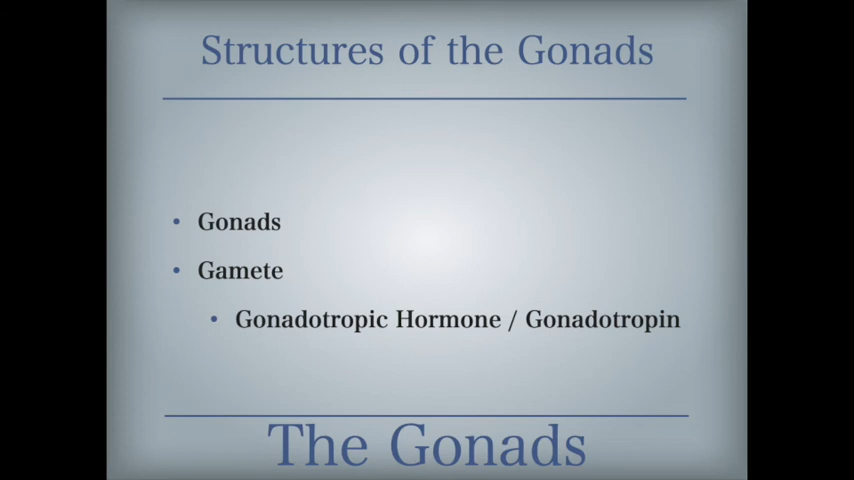 Structures of the Gonads
• Gonads
• Gamete
• Gonadotropic Hormone / Gonadotropin
The Gonads